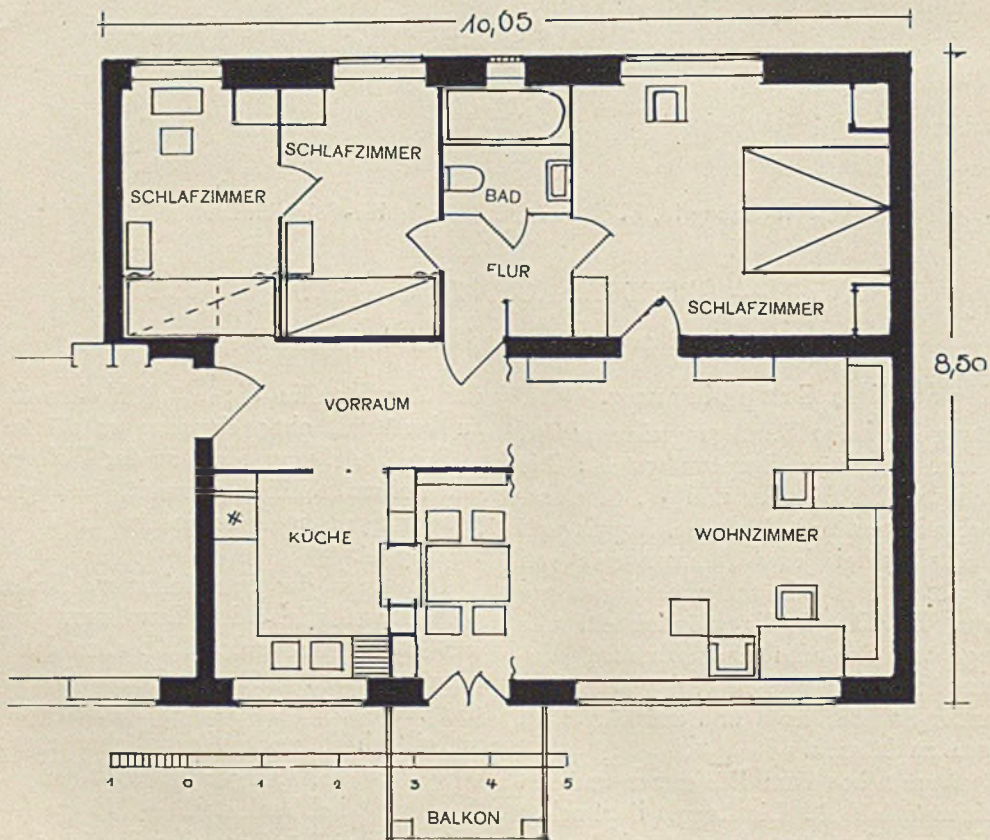 10,05
SCHLAFZIMMER
SCHLAFZIMMER
BAD
FLUR
SCHLAFZIMMER
8,50
VORRAUM
KÜCHE
WOHNZIMMER
1 0 1 2 3 4 5
BALKON